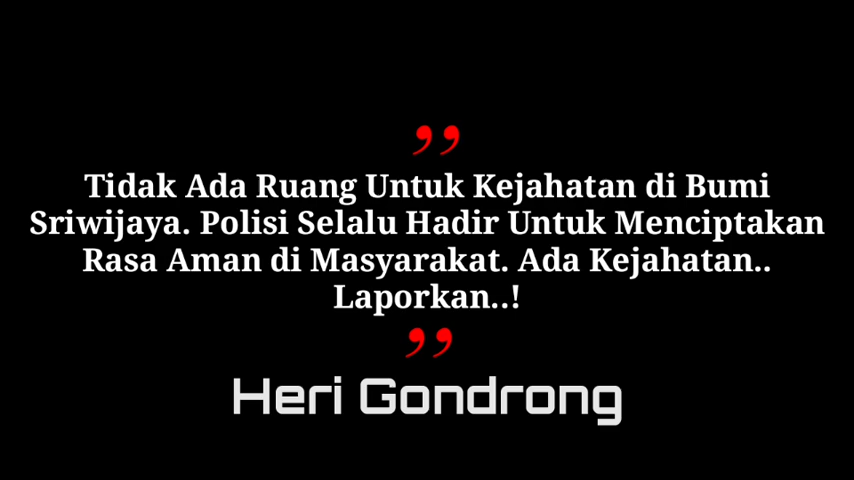 ”
Tidak Ada Ruang Untuk Kejahatan di Bumi
Sriwijaya. Polisi Selalu Hadir Untuk Menciptakan
Rasa Aman di Masyarakat. Ada Kejahatan..
Laporkan..!
”
Heri Gondrong